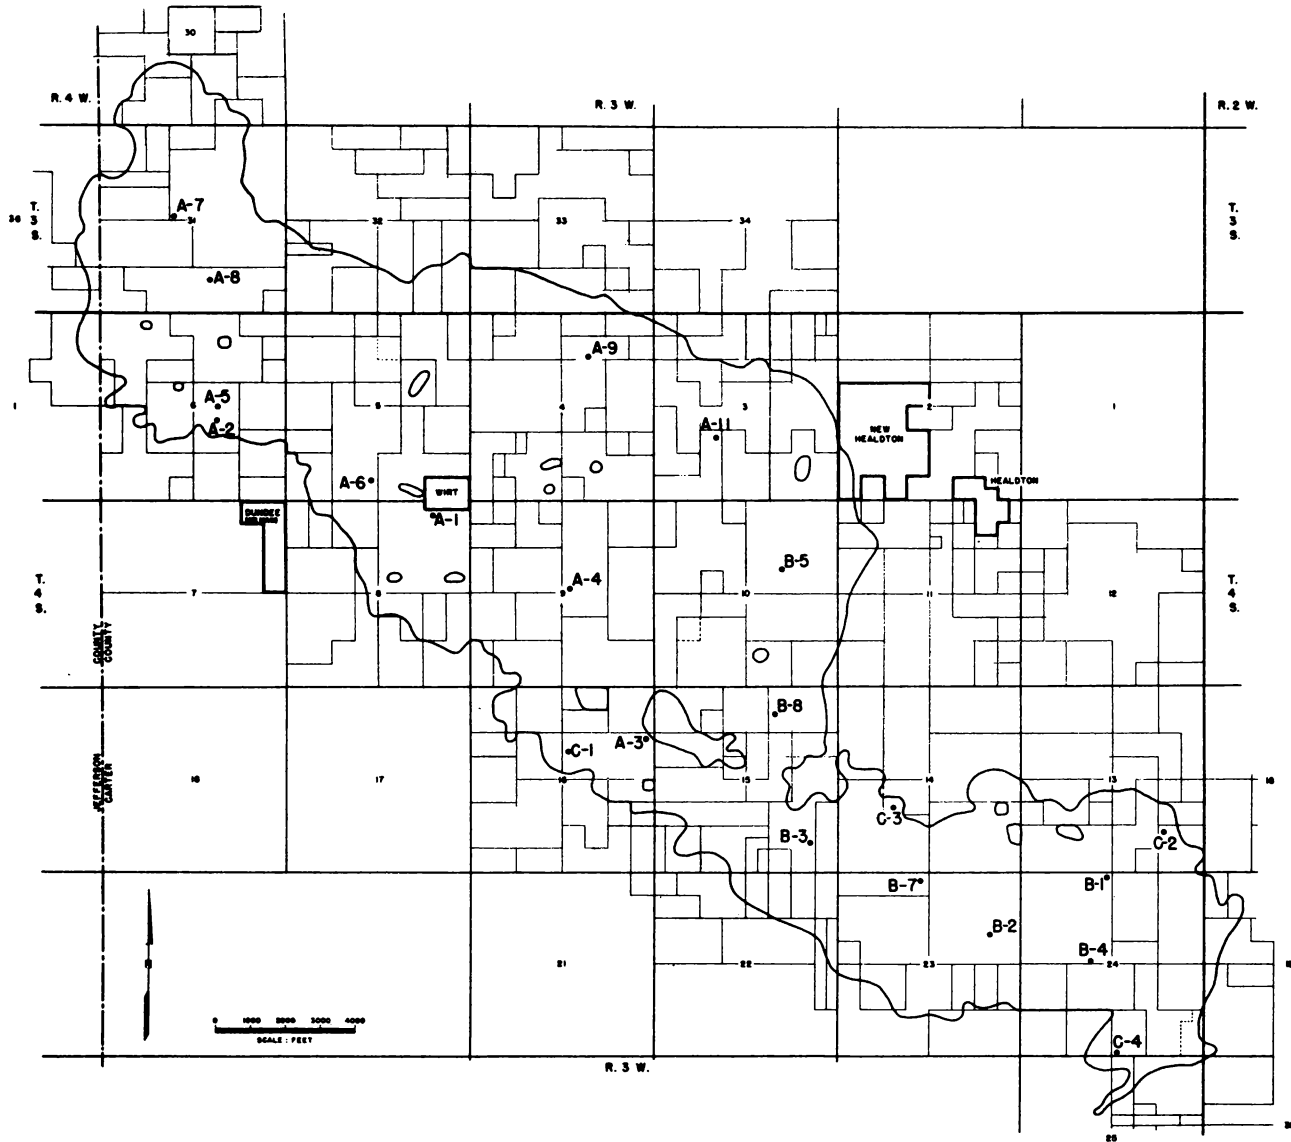 30
R. 4 W.
R. 3 W.
R. 2 W.
36
T.
3
S.
A-7
31
32
33
34
T.
3
S.
A-8
A-9
1
A-5
6
A-2
5
4
3
A-11
2
NEW
HEALDTON
1
A-6
WIRT
HEALDTON
DUNDEE
A-1
T.
4
S.
7
8
A-4
9
B-5
10
11
12
T.
4
S.
COUNTY
COUNTY
JEFFERSON
CARTER
B-8
C-1
A-3
18
17
16
15
14
13
18
C-3
B-3
C-2
B-7
B-1
B-2
B-4
N
21
22
23
24
0 1000 2000 3000 4000
SCALE : FEET
C-4
R. 3 W.
25